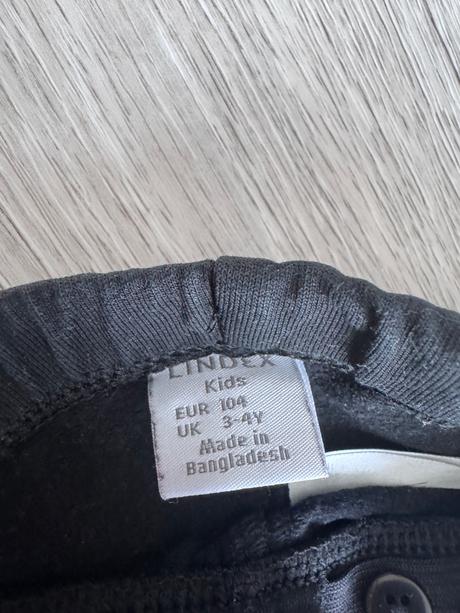 LINDEX
Kids
EUR 104
UK 3-4Y
Made in
Bangladesh